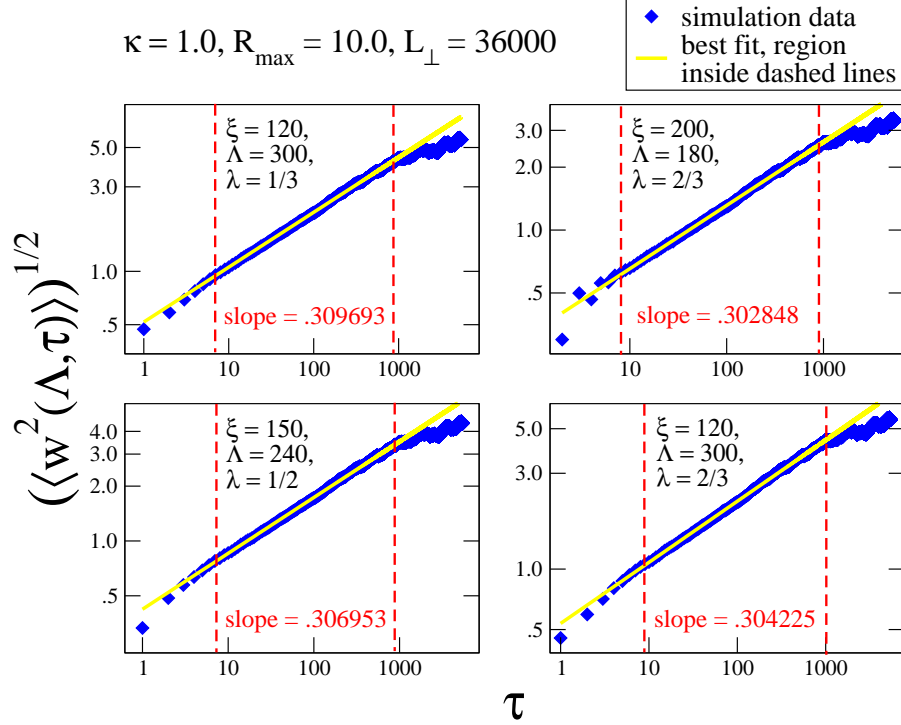 κ = 1.0, R_max = 10.0, L_⊥ = 36000
simulation data
best fit, region
inside dashed lines
(⟨w²(Λ,τ)⟩)^1/2
5.0
3.0
1.0
.5
ξ = 120,
Λ = 300,
λ = 1/3
slope = .309693
1
10
100
1000
3.0
2.0
1.0
.5
ξ = 200,
Λ = 180,
λ = 2/3
slope = .302848
10
100
1000
4.0
3.0
2.0
1.0
.5
ξ = 150,
Λ = 240,
λ = 1/2
slope = .306953
1
10
100
1000
5.0
3.0
1.0
.5
ξ = 120,
Λ = 300,
λ = 2/3
slope = .304225
1
10
100
1000
τ